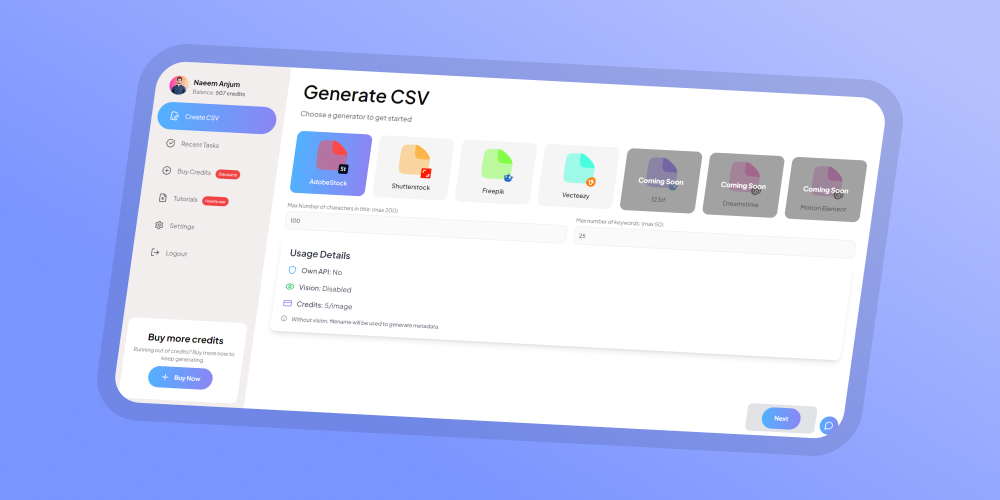 Naeem Anjum
Balance: 507 credits
Create CSV
Recent Tasks
Buy Credits Discounts
Tutorials How to use
Settings
Logout
Buy more credits
Running out of credits? Buy more now to
keep generating.
Buy Now
Generate CSV
Choose a generator to get started
St
AdobeStock
Shutterstock
Freepik
Vecteezy
Coming Soon
123rf
Coming Soon
Dreamstime
Coming Soon
Motion Element
Max Number of characters in title: (max 200)
100
Max number of keywords: (max 50)
25
Usage Details
Own API: No
Vision: Disabled
Credits: 5/image
Without vision, filename will be used to generate metadata.
Next